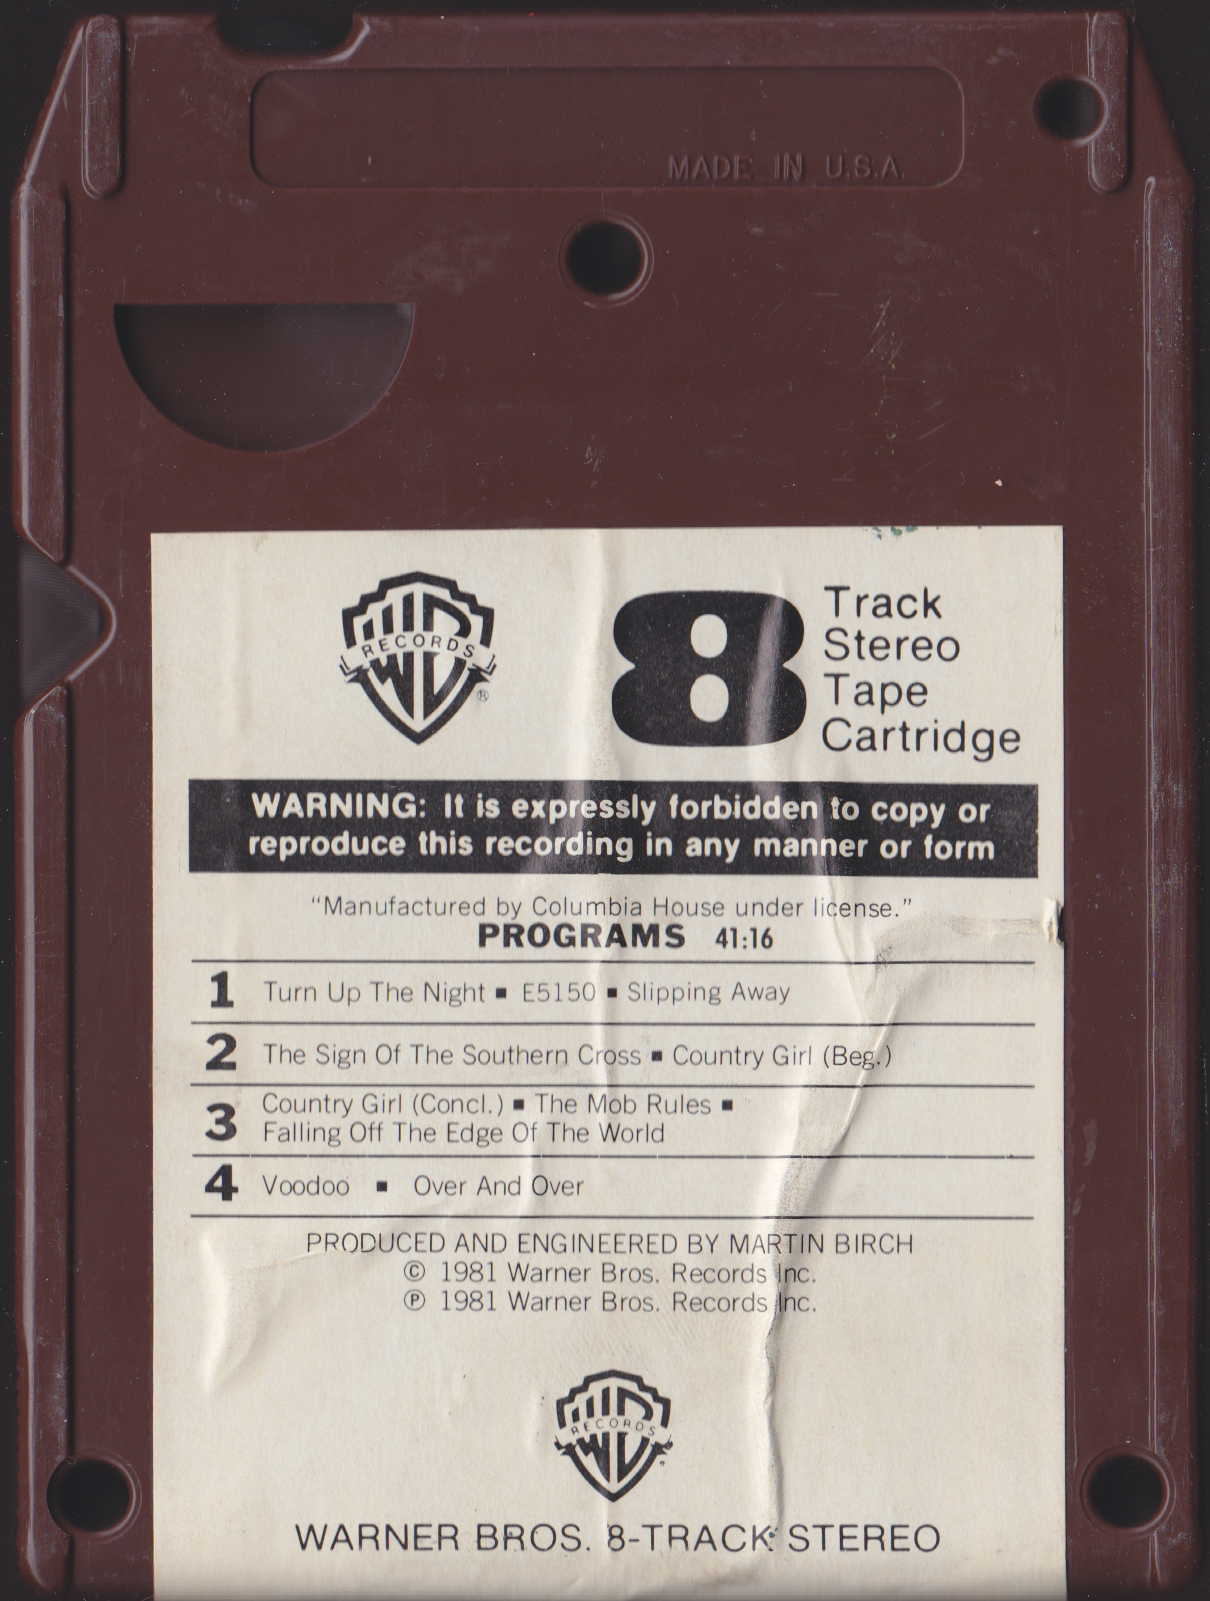 MADE IN U.S.A.
WB
RECORDS
®
8
Track
Stereo
Tape
Cartridge
WARNING: It is expressly forbidden to copy or
reproduce this recording in any manner or form
"Manufactured by Columbia House under license."
PROGRAMS 41:16
1 Turn Up The Night ▪ E5150 ▪ Slipping Away
2 The Sign Of The Southern Cross ▪ Country Girl (Beg.)
3 Country Girl (Concl.) ▪ The Mob Rules ▪
Falling Off The Edge Of The World
4 Voodoo ▪ Over And Over
PRODUCED AND ENGINEERED BY MARTIN BIRCH
© 1981 Warner Bros. Records Inc.
℗ 1981 Warner Bros. Records Inc.
WB
RECORDS
WARNER BROS. 8-TRACK STEREO